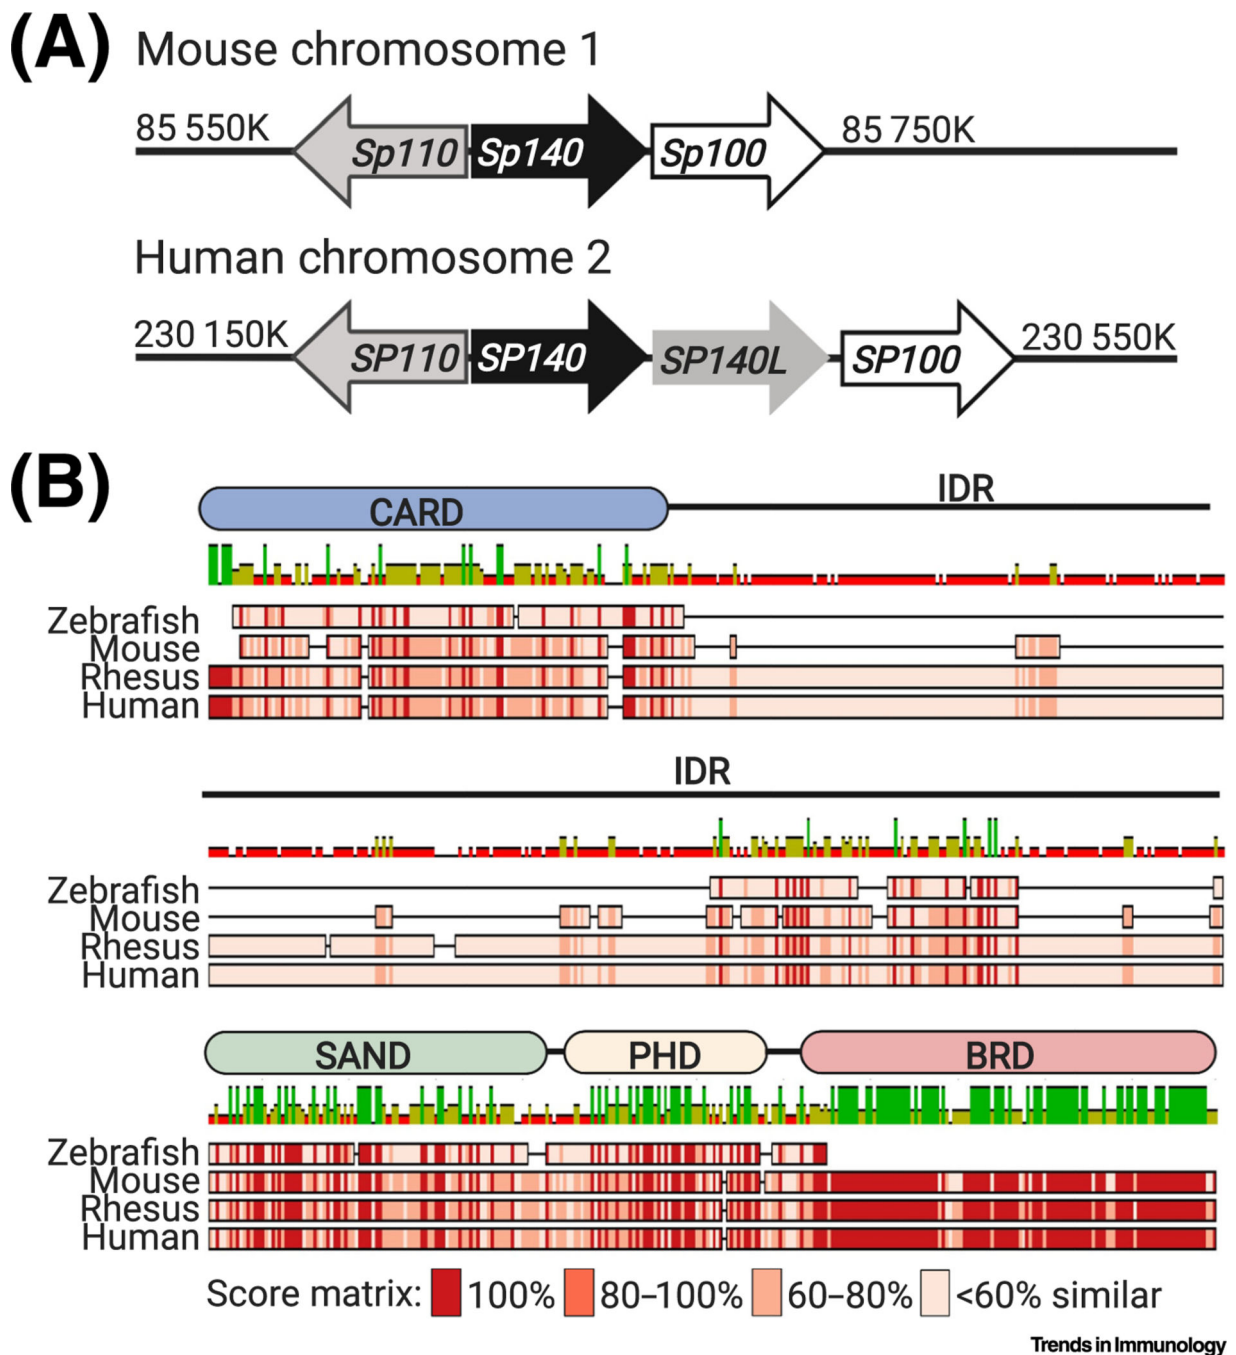 (A) Mouse chromosome 1
85 550K Sp110 Sp140 Sp100 85 750K
Human chromosome 2
230 150K SP110 SP140 SP140L SP100 230 550K
(B)
CARD IDR
Zebrafish
Mouse
Rhesus
Human
IDR
Zebrafish
Mouse
Rhesus
Human
SAND PHD BRD
Zebrafish
Mouse
Rhesus
Human
Score matrix: 100% 80–100% 60–80% <60% similar
Trends in Immunology